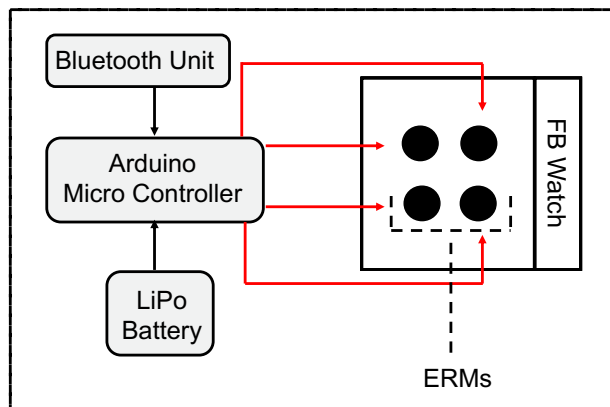 Bluetooth Unit
Arduino
Micro Controller
LiPo
Battery
FB Watch
ERMs